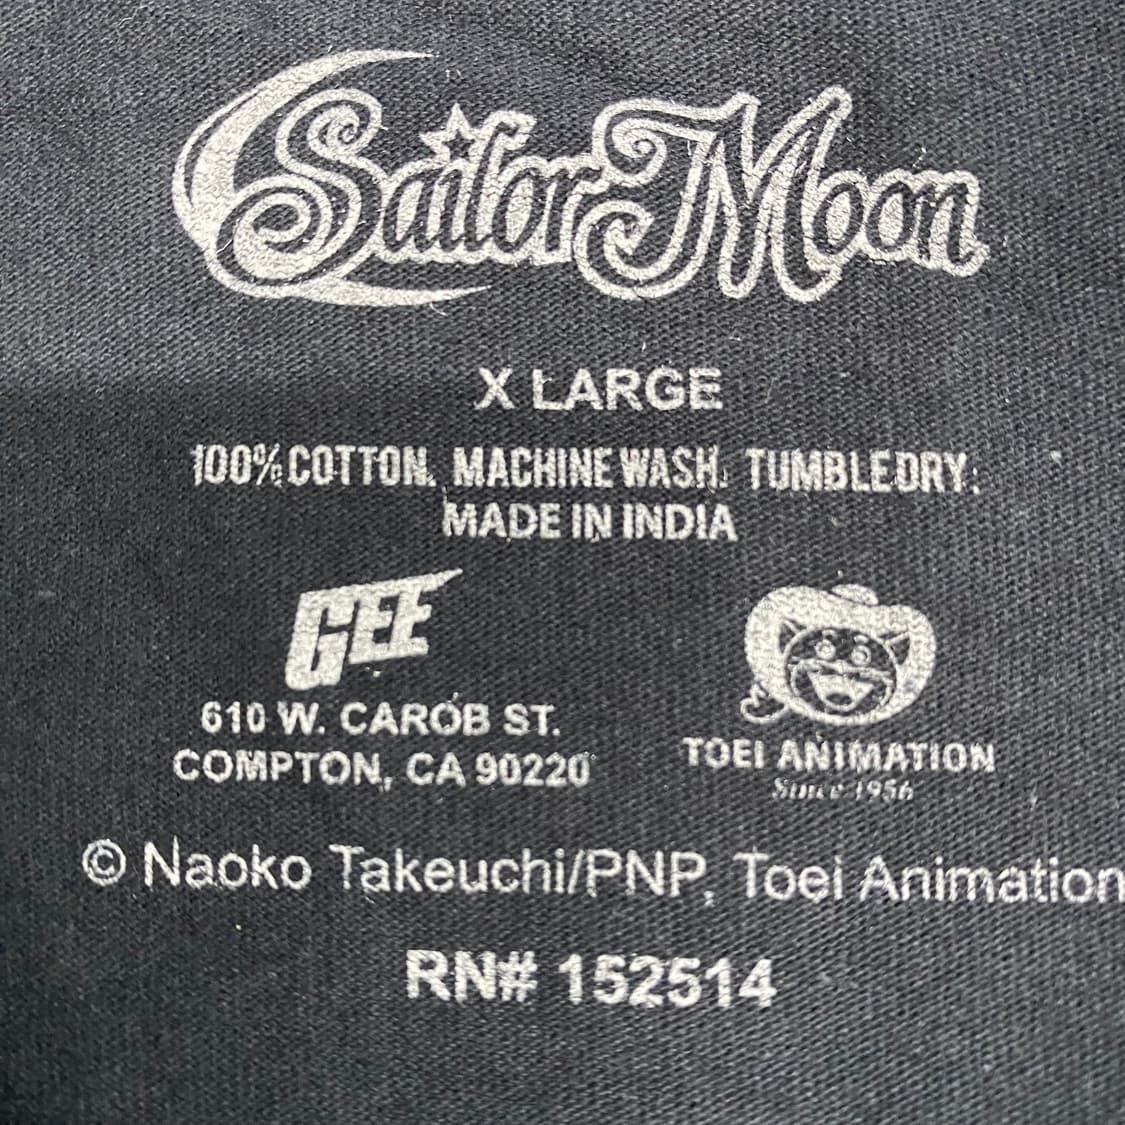 Sailor Moon
X LARGE
100% COTTON. MACHINE WASH. TUMBLE DRY.
MADE IN INDIA
GEE
610 W. CAROB ST.
COMPTON, CA 90220
TOEI ANIMATION
Since 1956
© Naoko Takeuchi/PNP, Toei Animation
RN# 152514